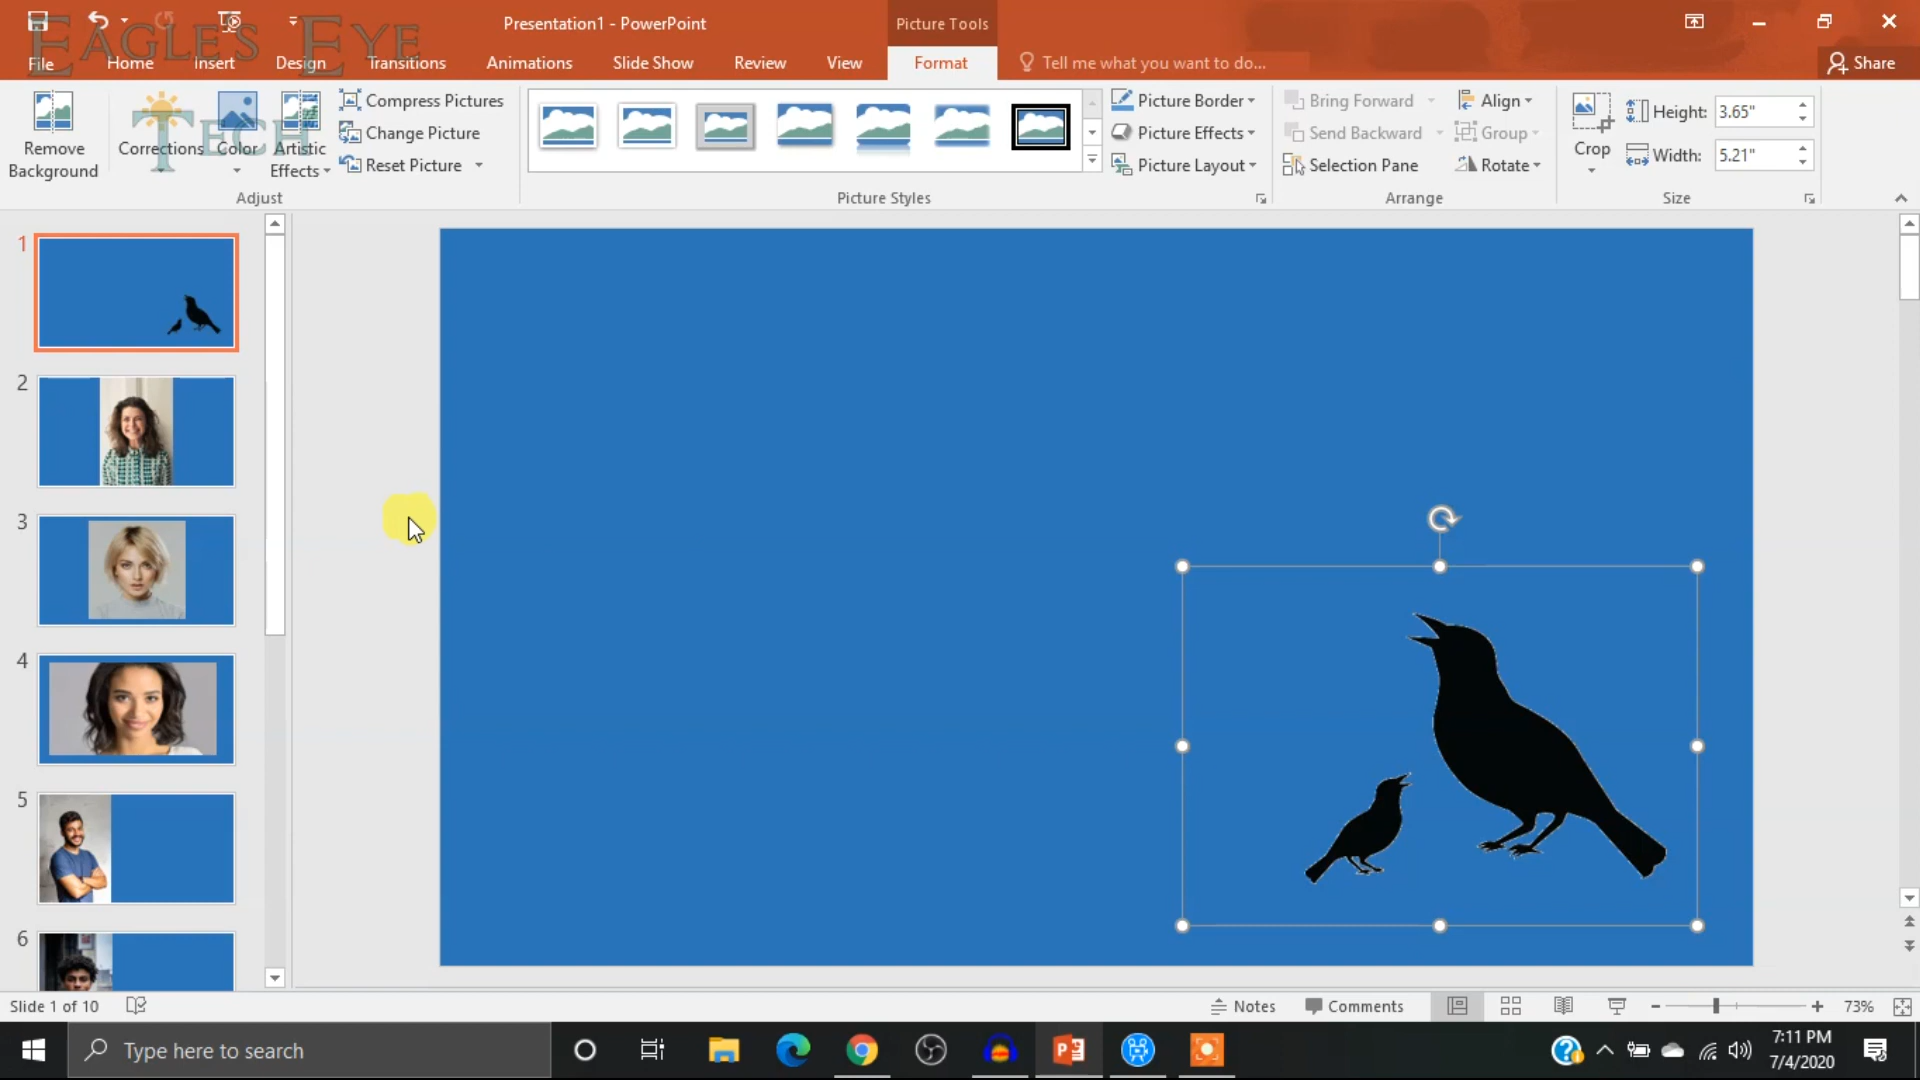 EAGLE'S EYE
TECH
Presentation1 - PowerPoint
Picture Tools
File
Home
Insert
Design
Transitions
Animations
Slide Show
Review
View
Format
Tell me what you want to do...
Share
Remove
Background
Corrections
Color
Artistic
Effects
Compress Pictures
Change Picture
Reset Picture
Adjust
Picture Styles
Picture Border
Picture Effects
Picture Layout
Bring Forward
Send Backward
Selection Pane
Align
Group
Rotate
Arrange
Crop
Height: 3.65"
Width: 5.21"
Size
1
2
3
4
5
6
Slide 1 of 10
Notes
Comments
73%
Type here to search
7:11 PM
7/4/2020